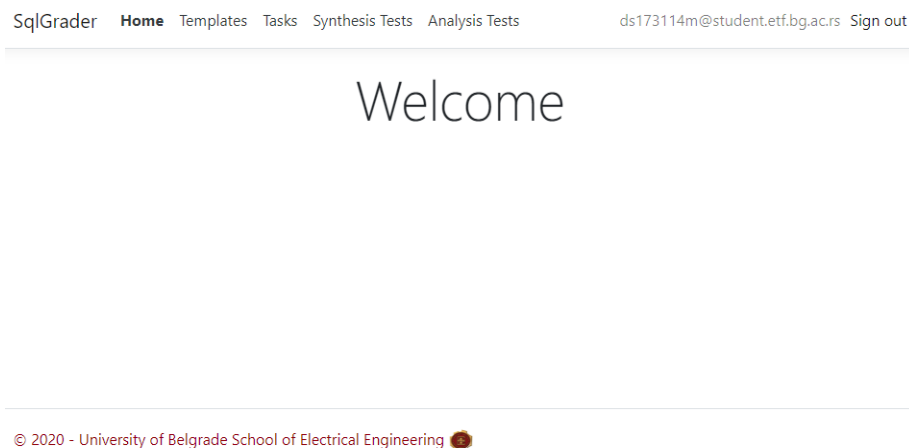 SqlGrader Home Templates Tasks Synthesis Tests Analysis Tests ds173114m@student.etf.bg.ac.rs Sign out
Welcome
© 2020 - University of Belgrade School of Electrical Engineering